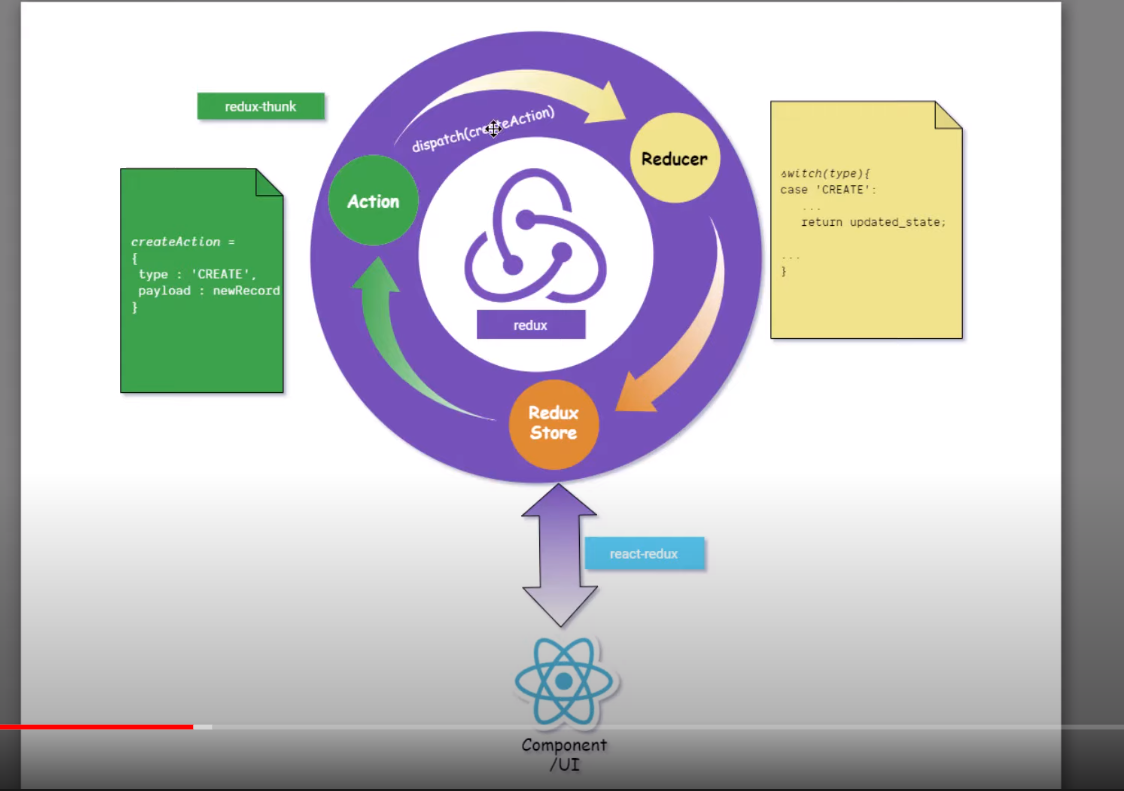 redux-thunk
createAction =
{
type : 'CREATE',
payload : newRecord
}
dispatch(createAction)
Action
Reducer
redux
Redux
Store
switch(type){
case 'CREATE':
...
return updated_state;
...
}
react-redux
Component
/UI